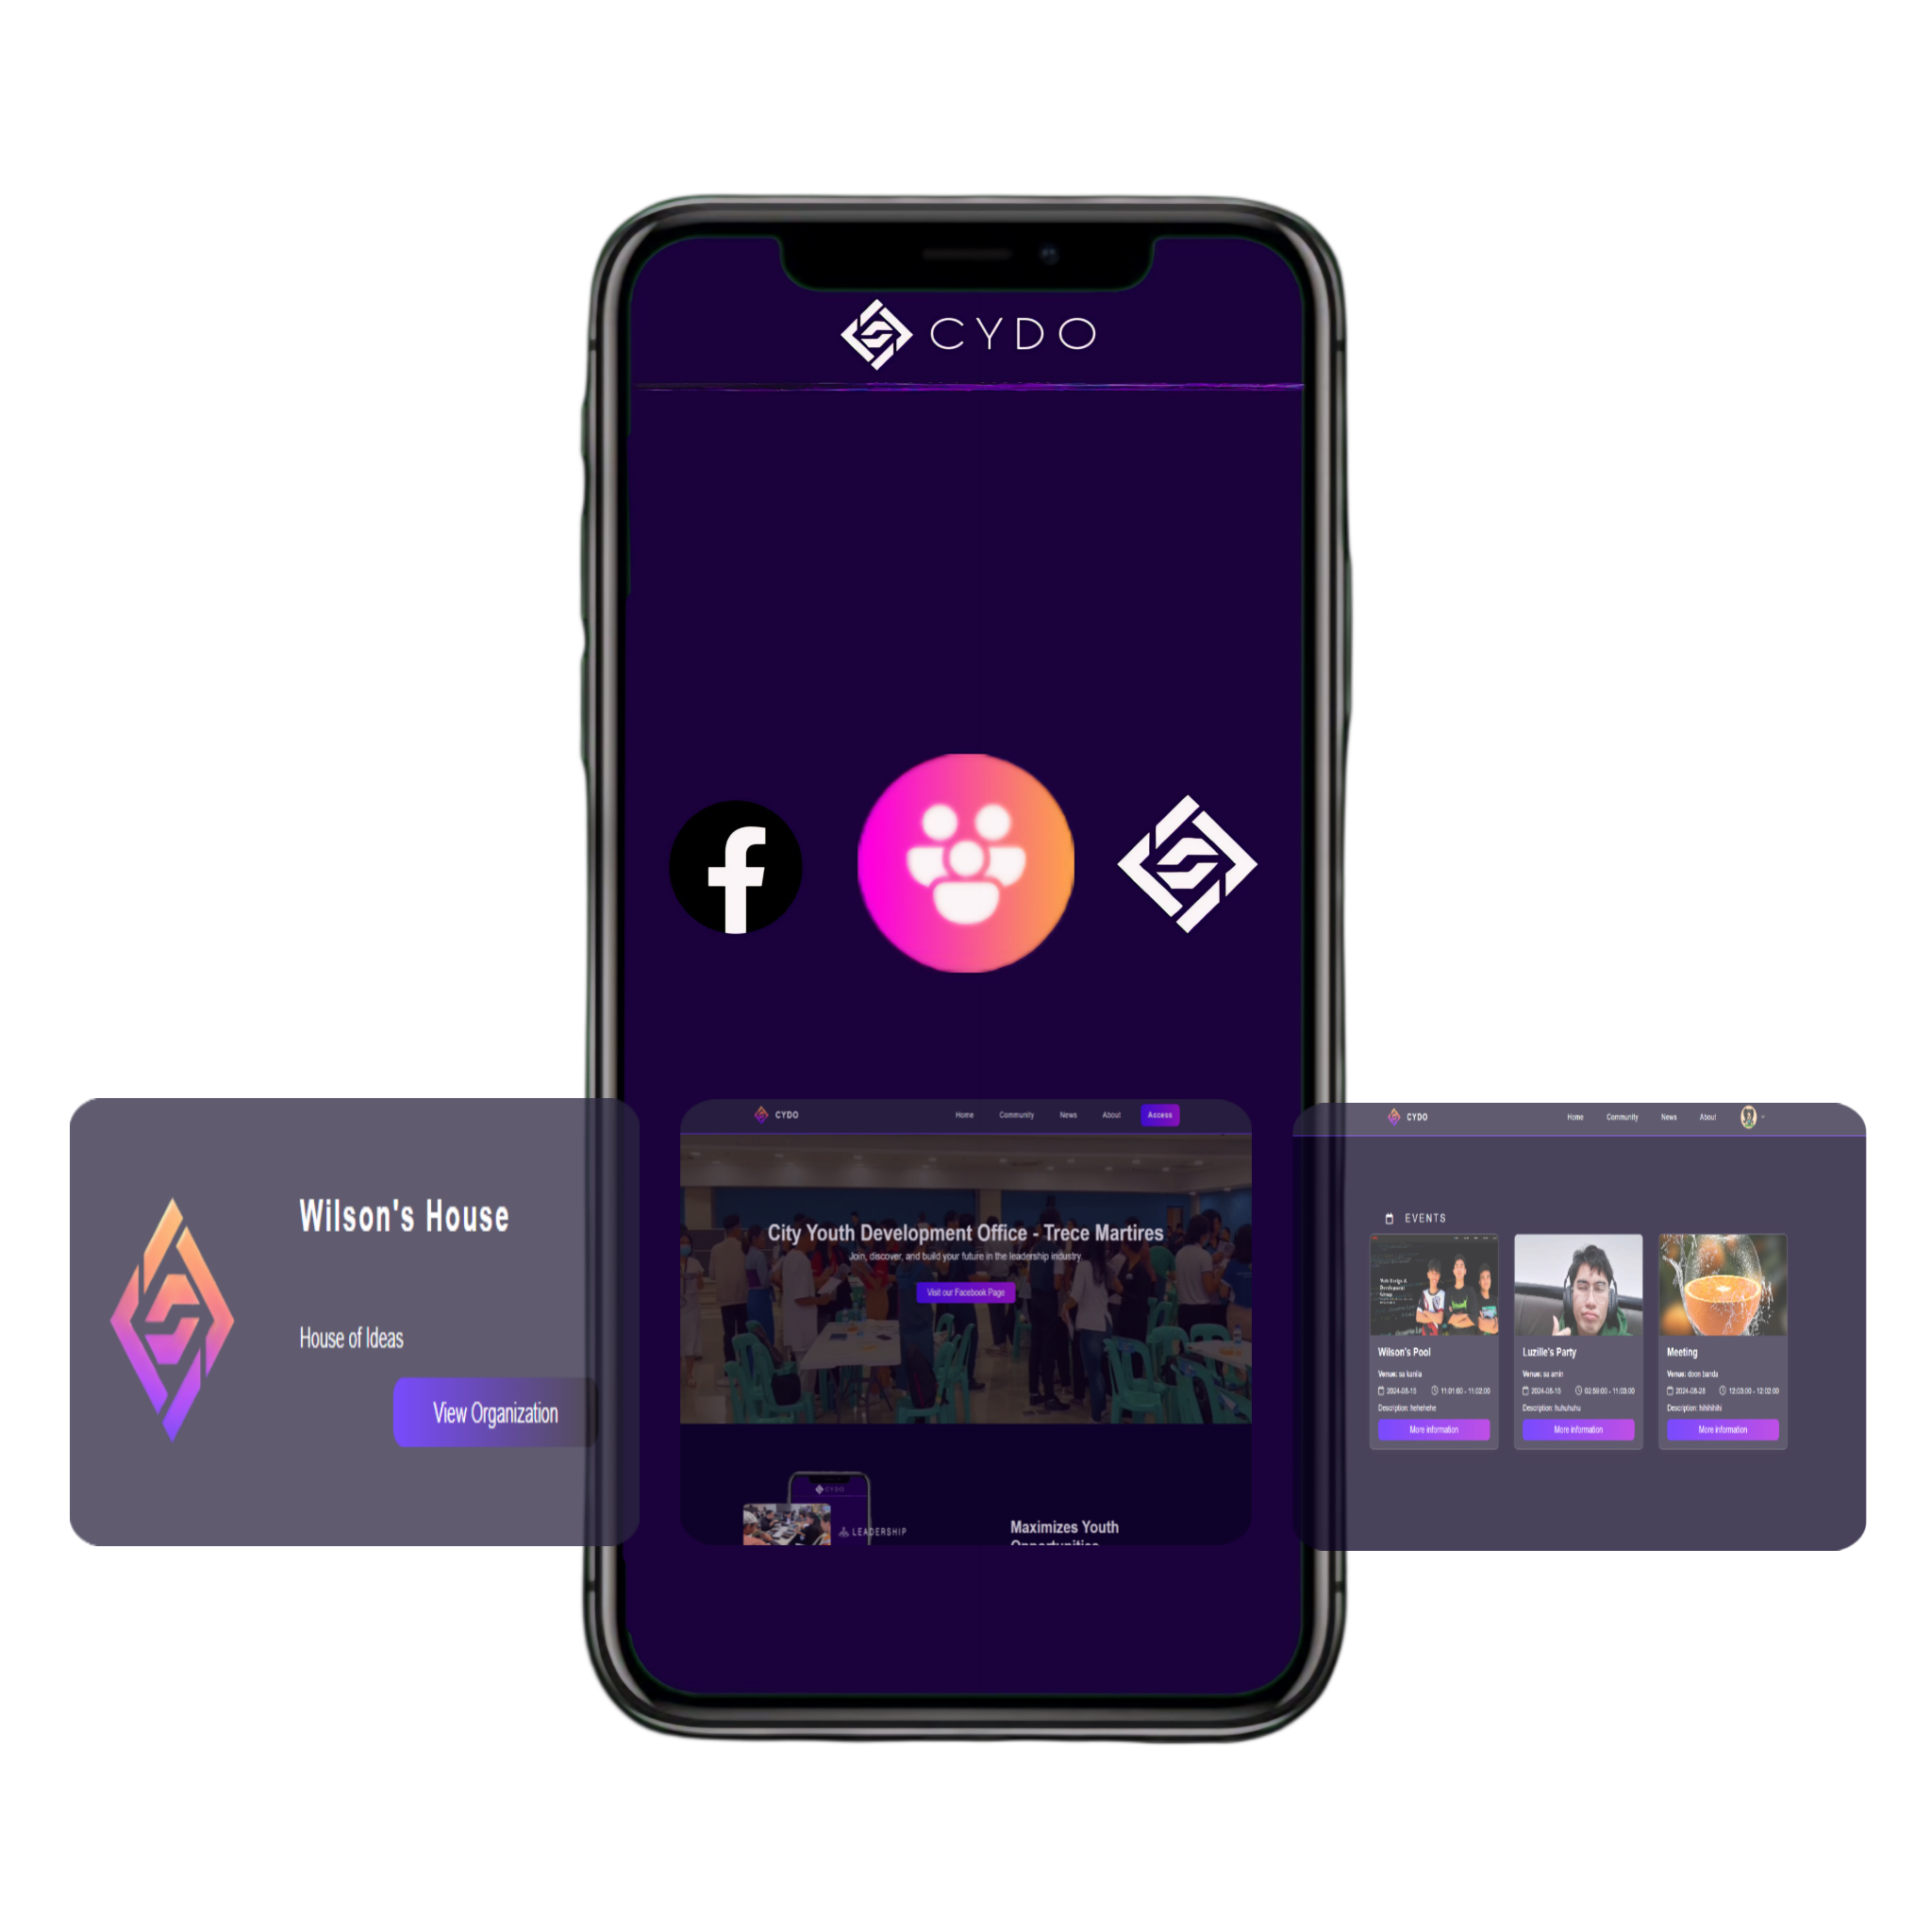 CYDO
Wilson's House
House of Ideas
View Organization
CYDO
Home Community News About Access
City Youth Development Office - Trece Martires
Join, discover, and build your future in the leadership industry
Visit our Facebook Page
CYDO
LEADERSHIP
Maximizes Youth
Opportunities
CYDO
Home Community News About
EVENTS
Web Design &
Development
Wilson's Pool
Venue: sa kanila
2024-08-15 11:01:00 - 11:02:00
Description: hehehehe
More information
Luzille's Party
Venue: sa amin
2024-08-15 02:59:00 - 11:03:00
Description: huhuhuhu
More information
Meeting
Venue: doon banda
2024-08-28 12:03:00 - 12:02:00
Description: hihihihihi
More information